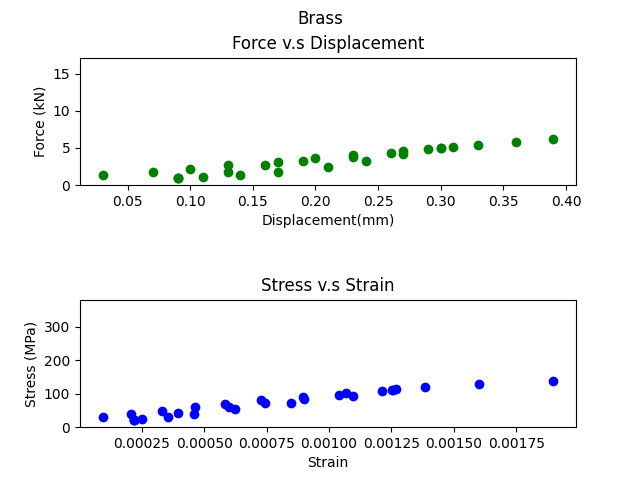 Brass
Force v.s Displacement
Force (kN)
15
10
5
0
0.05 0.10 0.15 0.20 0.25 0.30 0.35 0.40
Displacement(mm)
Stress v.s Strain
Stress (MPa)
300
200
100
0
0.00025 0.00050 0.00075 0.00100 0.00125 0.00150 0.00175
Strain